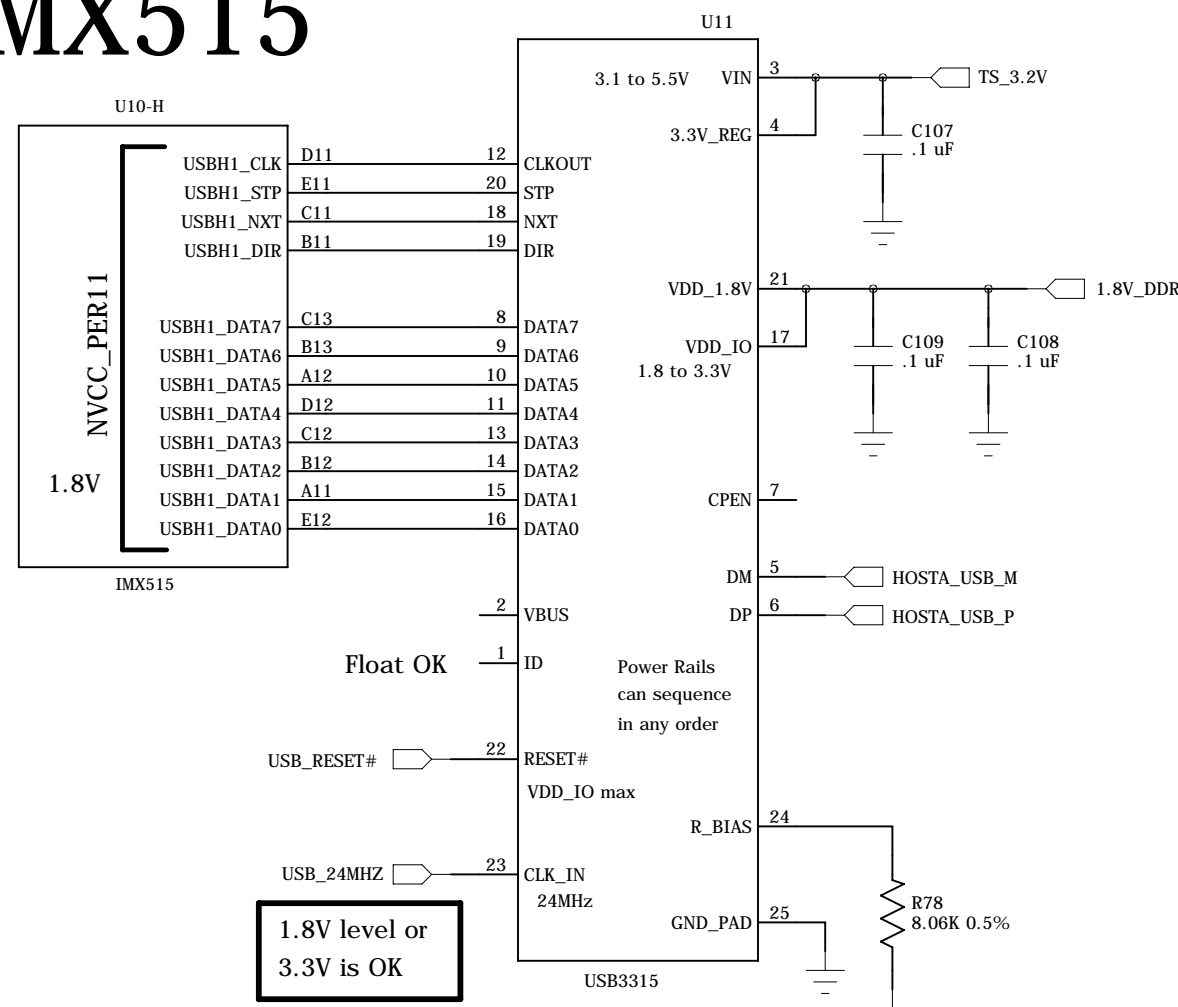 MX515
U11
U10-H
3.1 to 5.5V VIN 3 TS_3.2V
3.3V_REG 4
C107
.1 uF
USBH1_CLK D11 12 CLKOUT
USBH1_STP E11 20 STP
USBH1_NXT C11 18 NXT
USBH1_DIR B11 19 DIR
NVCC_PER11
1.8V
USBH1_DATA7 C13 8 DATA7
USBH1_DATA6 B13 9 DATA6
USBH1_DATA5 A12 10 DATA5
USBH1_DATA4 D12 11 DATA4
USBH1_DATA3 C12 13 DATA3
USBH1_DATA2 B12 14 DATA2
USBH1_DATA1 A11 15 DATA1
USBH1_DATA0 E12 16 DATA0
IMX515
VDD_1.8V 21 1.8V_DDR
VDD_IO 17
1.8 to 3.3V
C109
.1 uF
C108
.1 uF
CPEN 7
DM 5 HOSTA_USB_M
DP 6 HOSTA_USB_P
2 VBUS
Float OK 1 ID
Power Rails
can sequence
in any order
USB_RESET# 22 RESET#
VDD_IO max
R_BIAS 24
USB_24MHZ 23 CLK_IN
24MHz
R78
8.06K 0.5%
GND_PAD 25
1.8V level or
3.3V is OK
USB3315